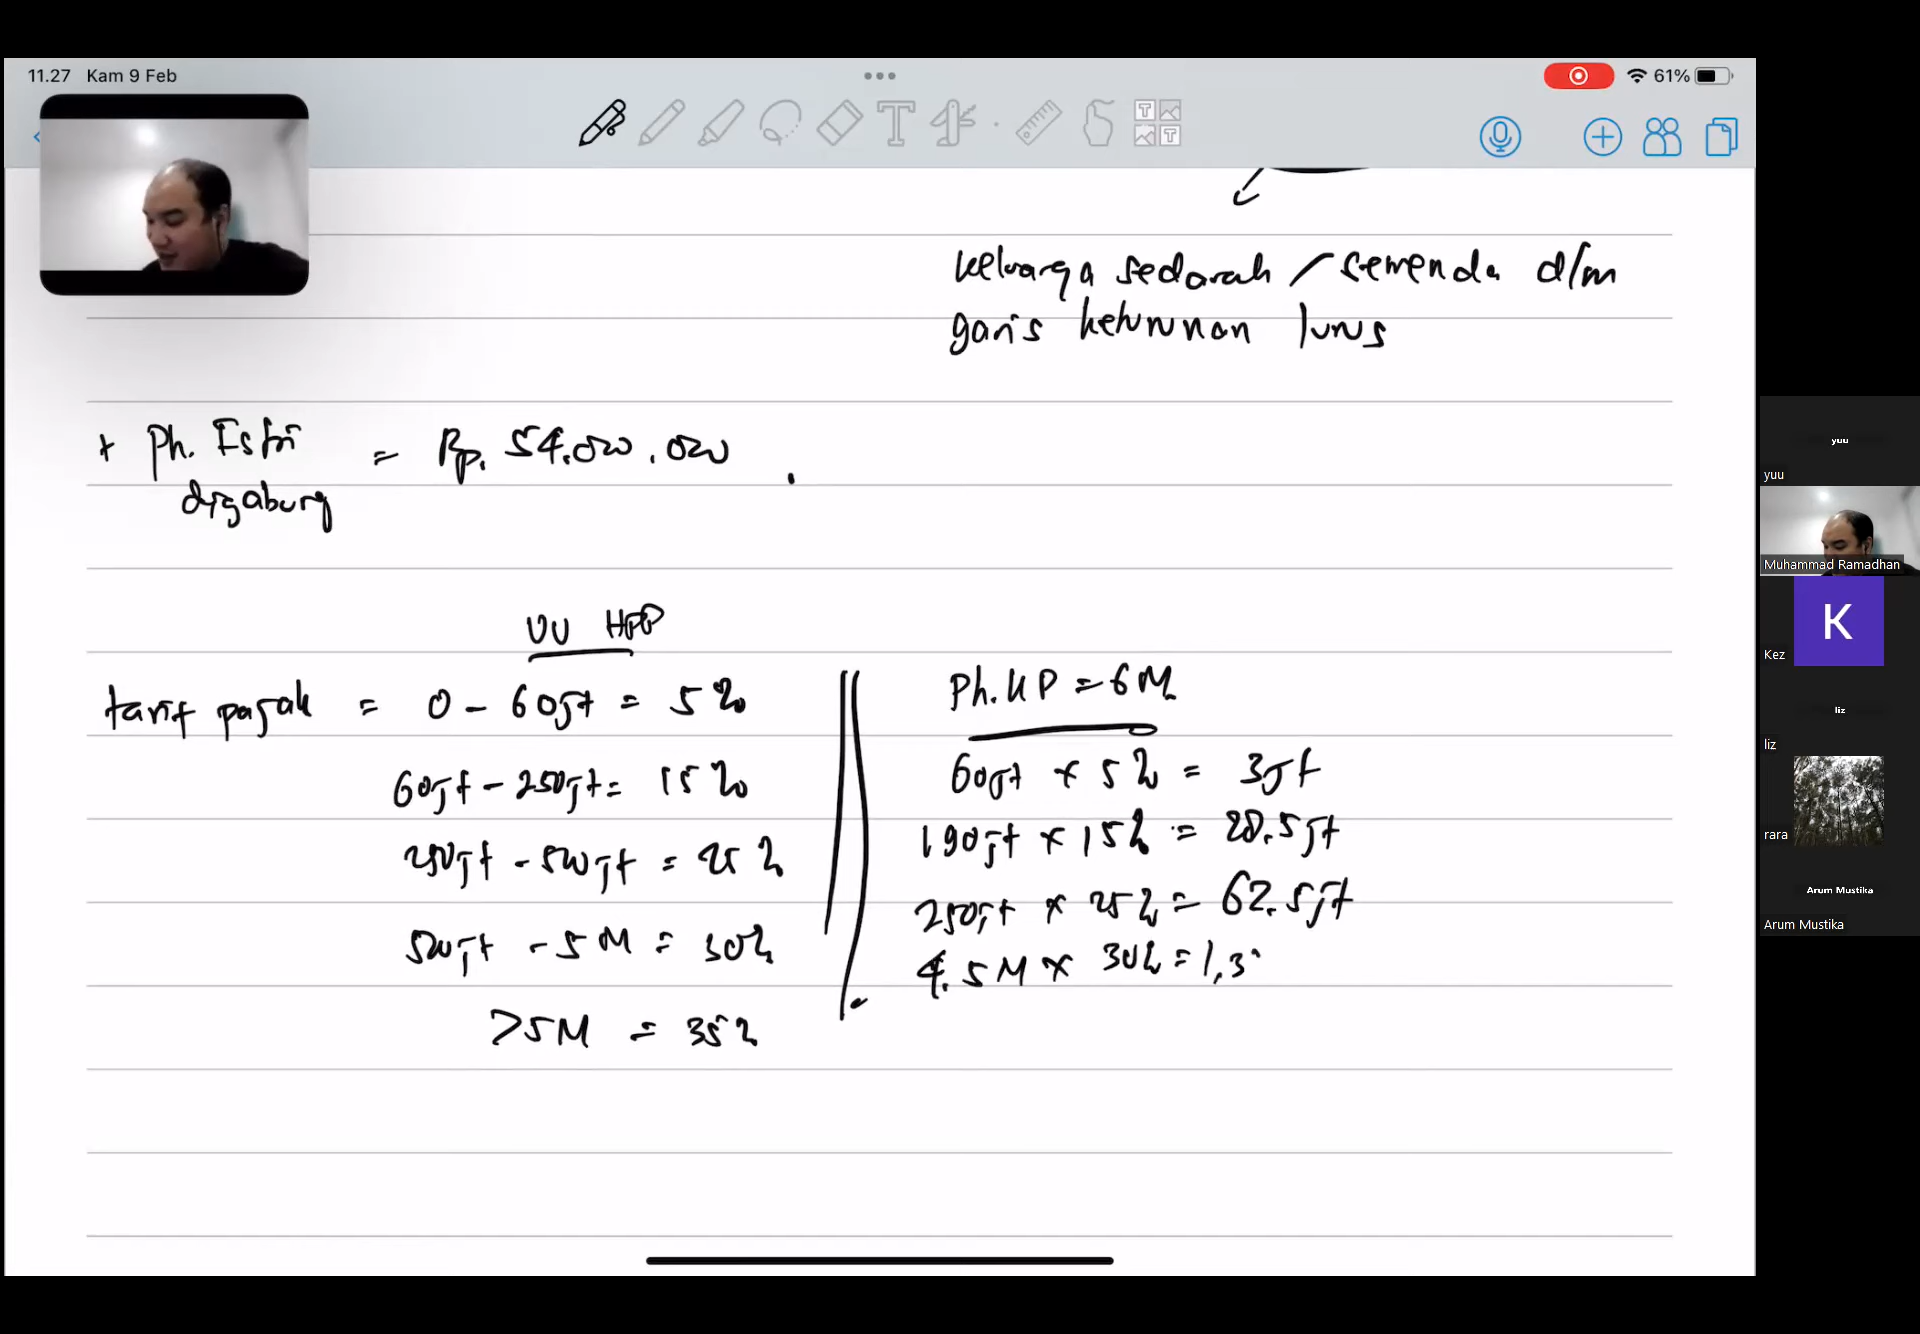 11.27 Kam 9 Feb
61%
keluarga sedarah / semenda d/m
garis keturunan lurus
+ Ph. Istri = Rp. 54.000.000.
digabung
UU HPP
tarif pajak = 0 - 60jt = 5%
60jt - 250jt = 15%
250jt - 500jt = 25%
500jt - 5M = 30%
>5M = 35%
Ph.KP = 6M
60jt x 5% = 3jt
190jt x 15% = 28.5jt
250jt x 25% = 62.5jt
4.5M x 30% = 1,3
yuu
yuu
Muhammad Ramadhan
K
Kez
liz
liz
rara
Arum Mustika
Arum Mustika